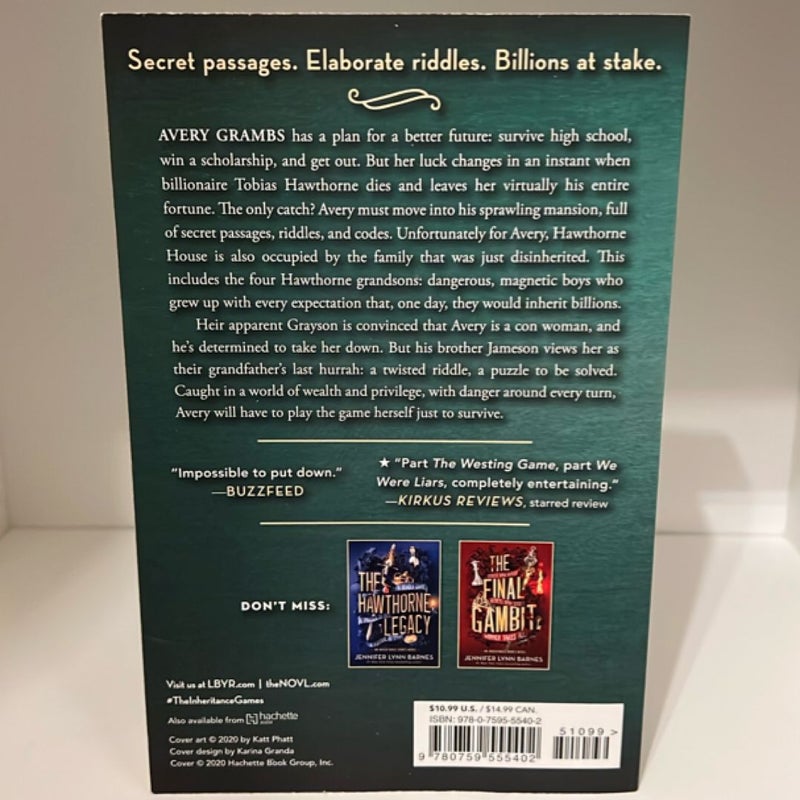 Secret passages. Elaborate riddles. Billions at stake.
AVERY GRAMBS has a plan for a better future: survive high school,
win a scholarship, and get out. But her luck changes in an instant when
billionaire Tobias Hawthorne dies and leaves her virtually his entire
fortune. The only catch? Avery must move into his sprawling mansion, full
of secret passages, riddles, and codes. Unfortunately for Avery, Hawthorne
House is also occupied by the family that was just disinherited. This
includes the four Hawthorne grandsons: dangerous, magnetic boys who
grew up with every expectation that, one day, they would inherit billions.
Heir apparent Grayson is convinced that Avery is a con woman, and
he's determined to take her down. But his brother Jameson views her as
their grandfather's last hurrah: a twisted riddle, a puzzle to be solved.
Caught in a world of wealth and privilege, with danger around every turn,
Avery will have to play the game herself just to survive.
"Impossible to put down."
—BUZZFEED
★ "Part The Westing Game, part We
Were Liars, completely entertaining."
—KIRKUS REVIEWS, starred review
DON'T MISS:
THE
HAWTHORNE
LEGACY
JENNIFER LYNN BARNES
THE
FINAL
GAMBIT
JENNIFER LYNN BARNES
Visit us at LBYR.com | theNOVL.com
#TheInheritanceGames
Also available from hachette
Cover art © 2020 by Katt Phatt
Cover design by Karina Granda
Cover © 2020 Hachette Book Group, Inc.
$10.99 U.S. / $14.99 CAN.
ISBN: 978-0-7595-5540-2
51099 >
9 780759 555402